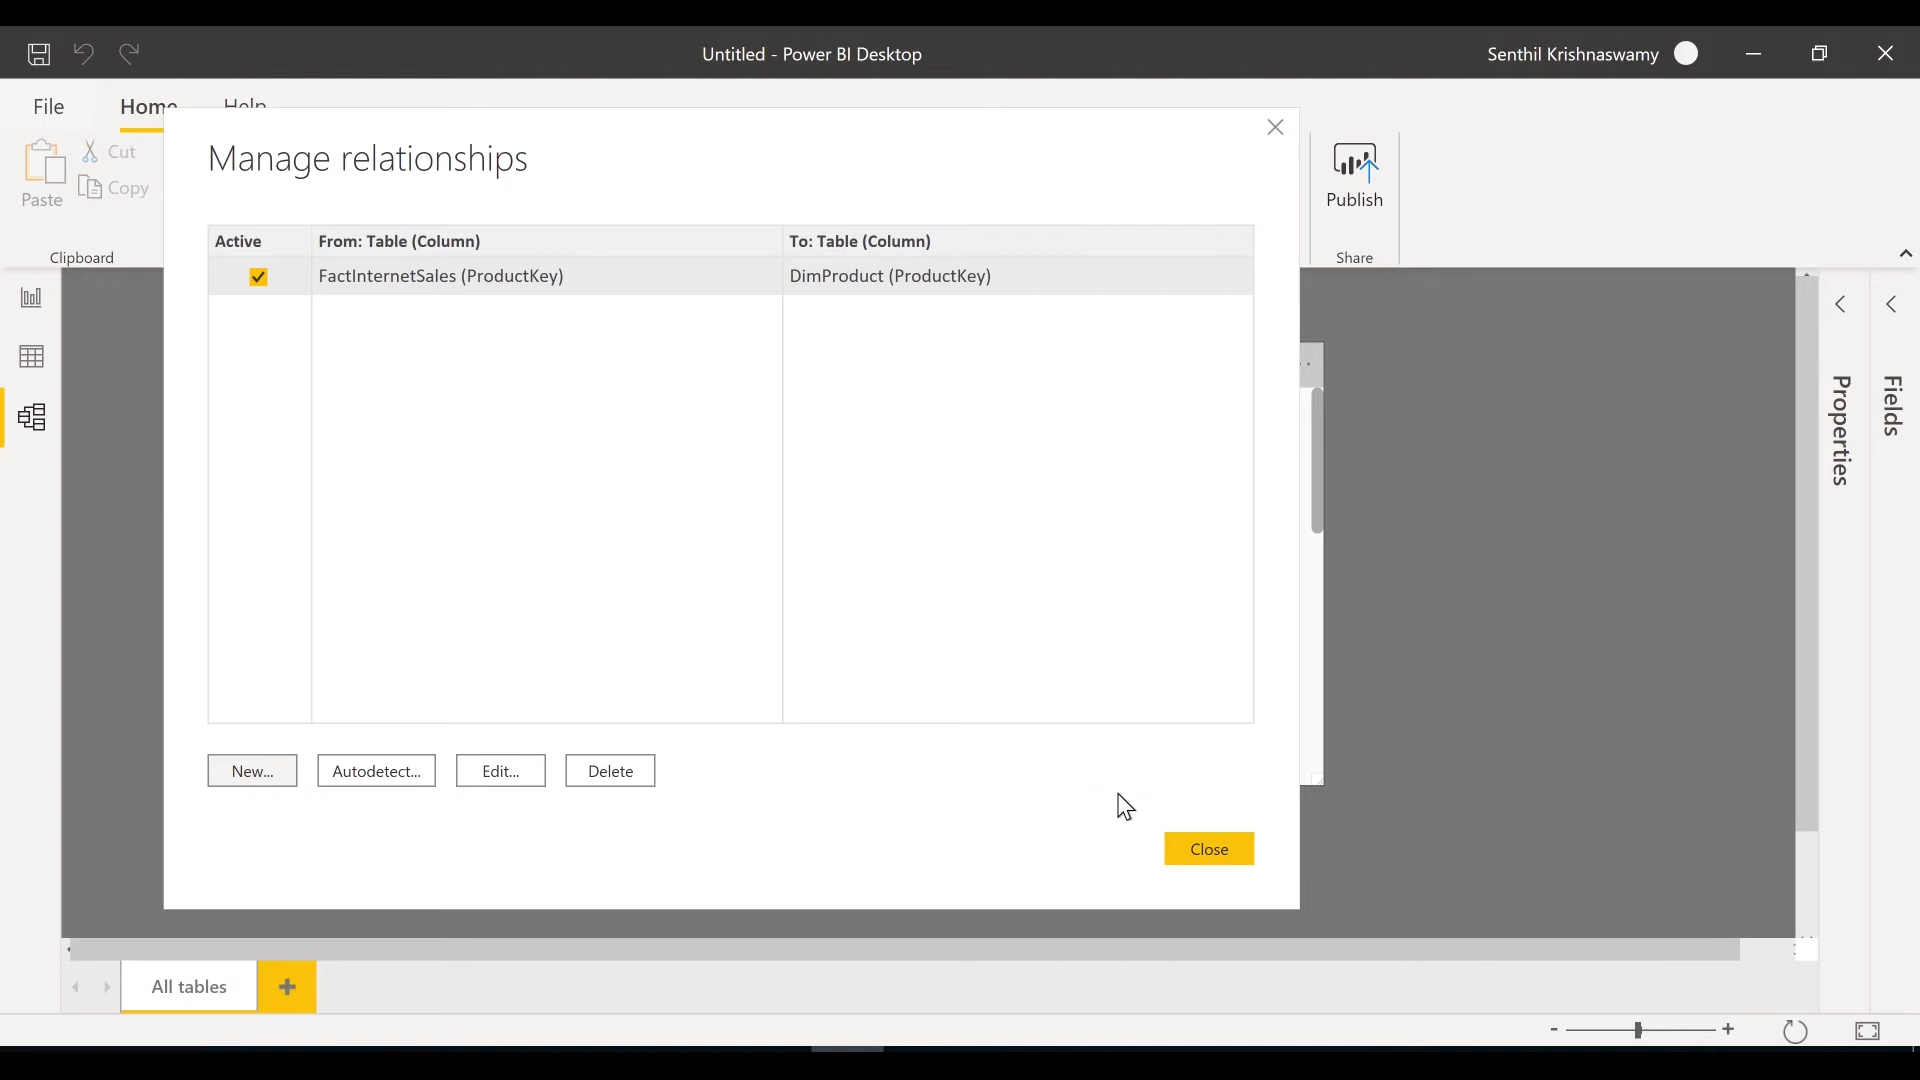 Untitled - Power BI Desktop
Senthil Krishnaswamy
File
Home
Help
Cut
Copy
Paste
Clipboard
Publish
Share
Manage relationships
Active
From: Table (Column)
To: Table (Column)
FactInternetSales (ProductKey)
DimProduct (ProductKey)
New...
Autodetect...
Edit...
Delete
Close
Properties
Fields
All tables